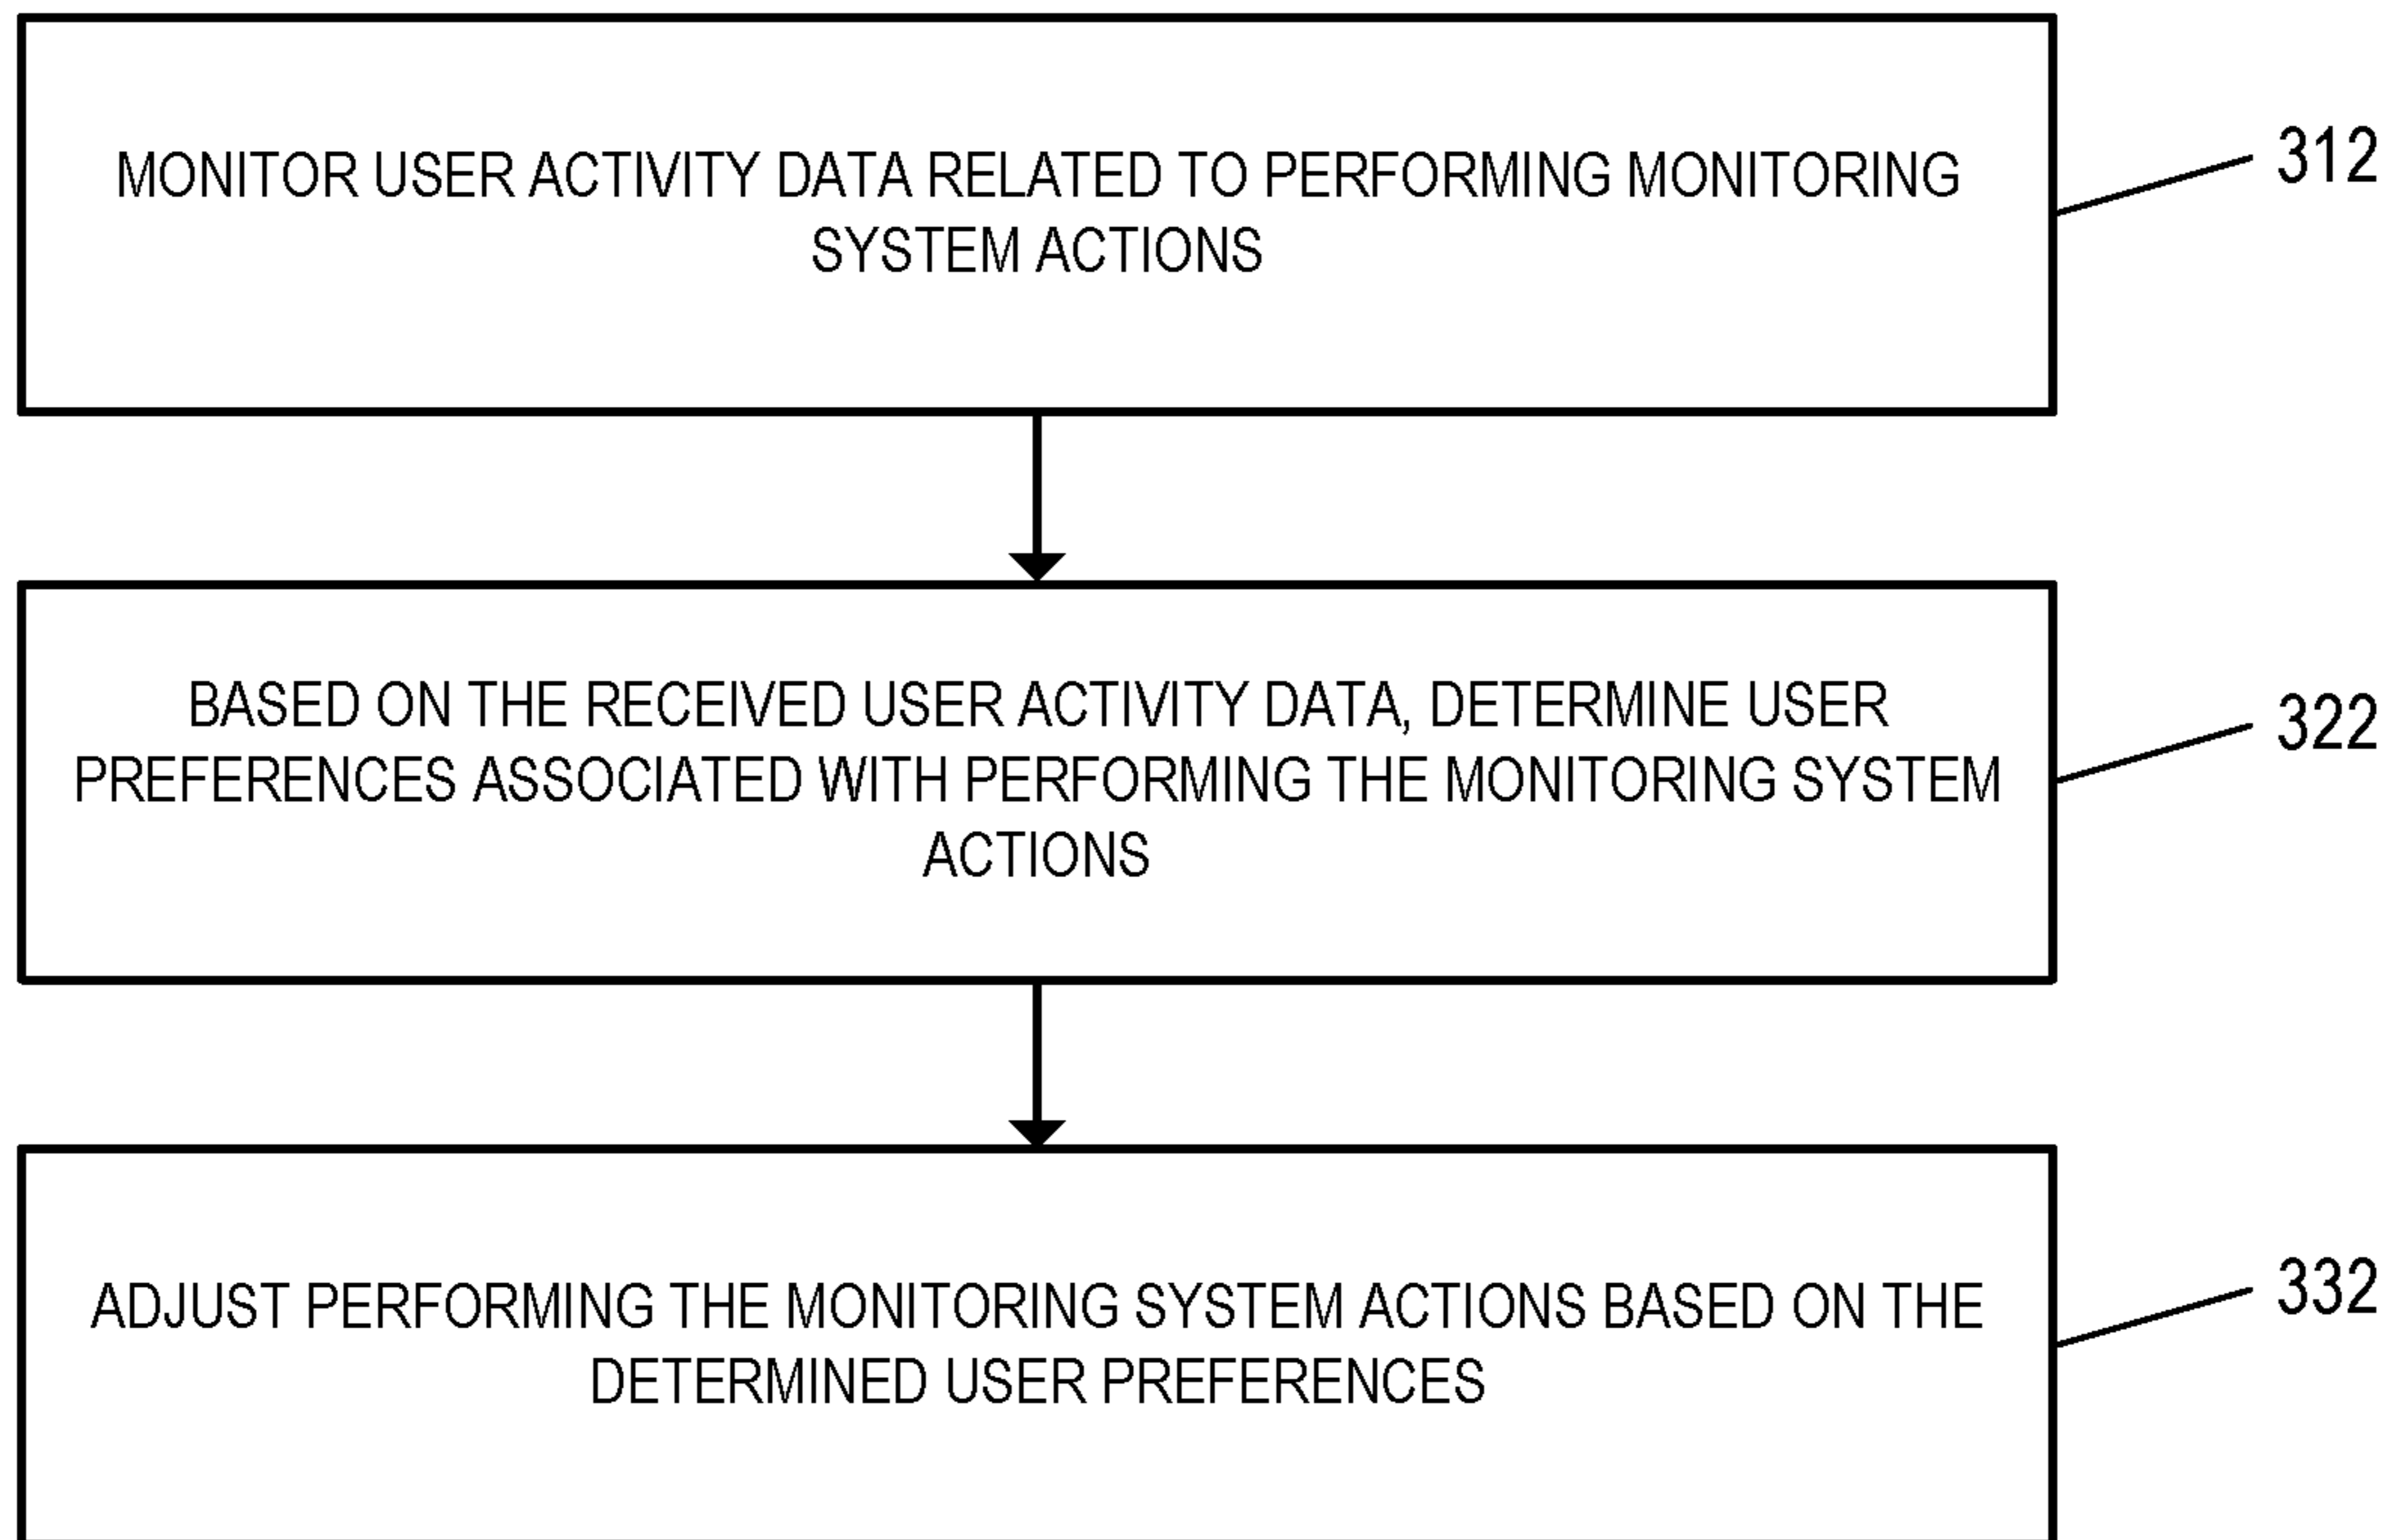 MONITOR USER ACTIVITY DATA RELATED TO PERFORMING MONITORING
SYSTEM ACTIONS
312
BASED ON THE RECEIVED USER ACTIVITY DATA, DETERMINE USER
PREFERENCES ASSOCIATED WITH PERFORMING THE MONITORING SYSTEM
ACTIONS
322
ADJUST PERFORMING THE MONITORING SYSTEM ACTIONS BASED ON THE
DETERMINED USER PREFERENCES
332